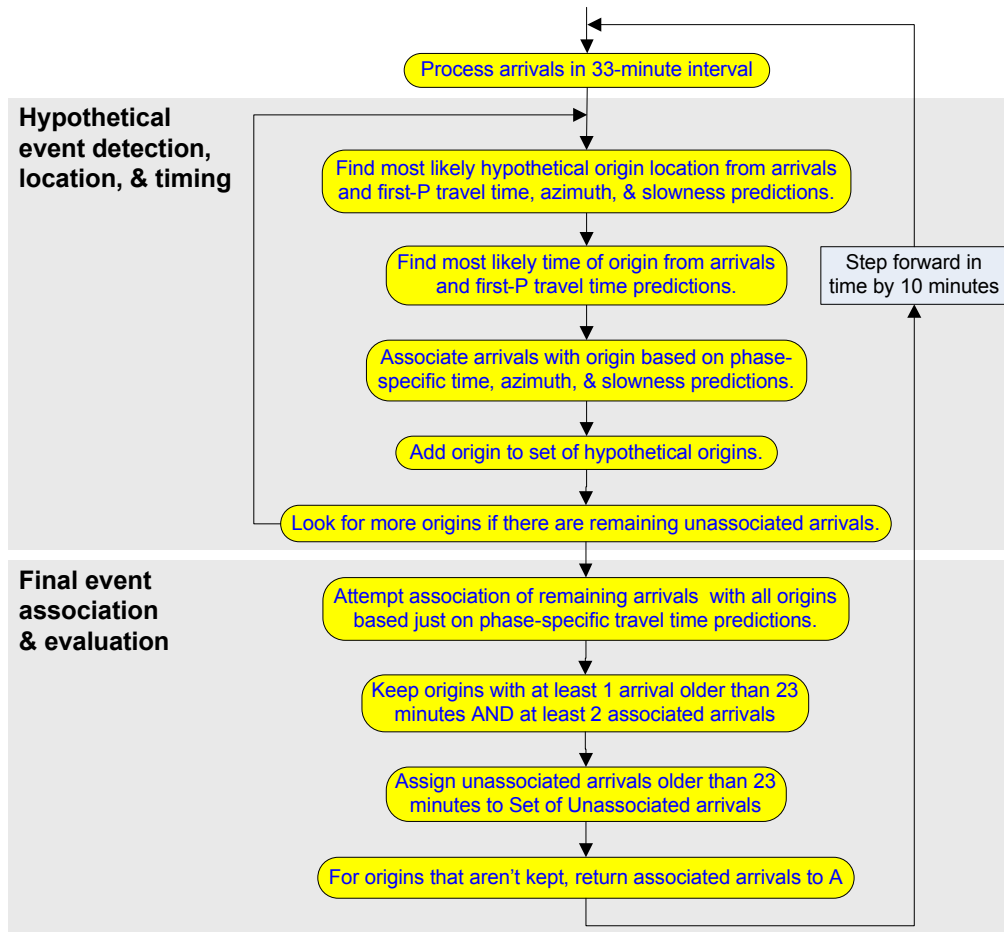 Process arrivals in 33-minute interval
Hypothetical
event detection,
location, & timing
Find most likely hypothetical origin location from arrivals
and first-P travel time, azimuth, & slowness predictions.
Find most likely time of origin from arrivals
and first-P travel time predictions.
Step forward in
time by 10 minutes
Associate arrivals with origin based on phase-
specific time, azimuth, & slowness predictions.
Add origin to set of hypothetical origins.
Look for more origins if there are remaining unassociated arrivals.
Final event
association
& evaluation
Attempt association of remaining arrivals with all origins
based just on phase-specific travel time predictions.
Keep origins with at least 1 arrival older than 23
minutes AND at least 2 associated arrivals
Assign unassociated arrivals older than 23
minutes to Set of Unassociated arrivals
For origins that aren't kept, return associated arrivals to A